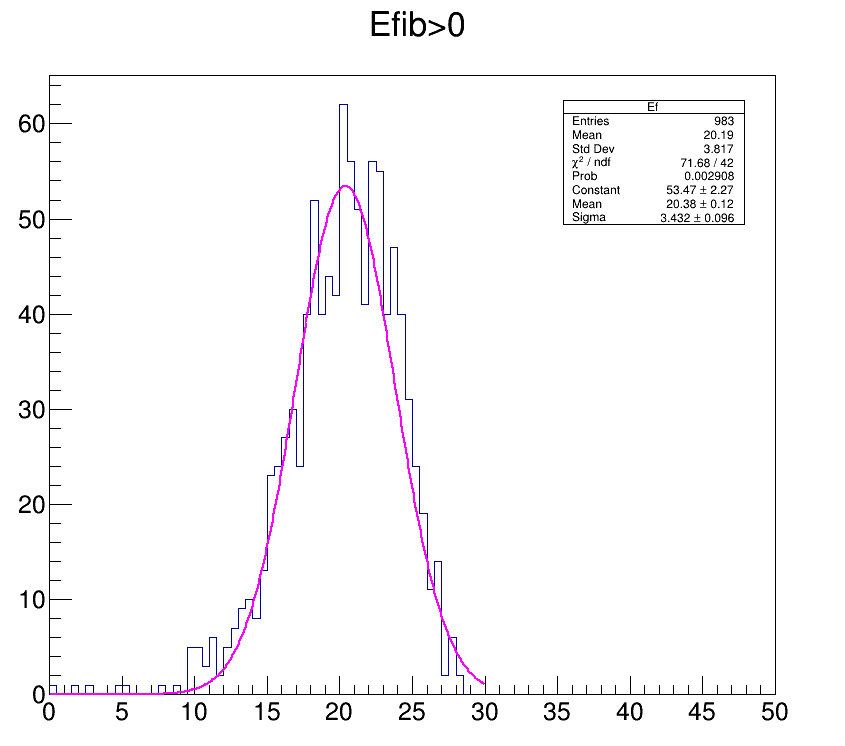 Efib>0
Ef
Entries 983
Mean 20.19
Std Dev 3.817
χ² / ndf 71.68 / 42
Prob 0.002908
Constant 53.47 ± 2.27
Mean 20.38 ± 0.12
Sigma 3.432 ± 0.096
60
50
40
30
20
10
0
0 5 10 15 20 25 30 35 40 45 50